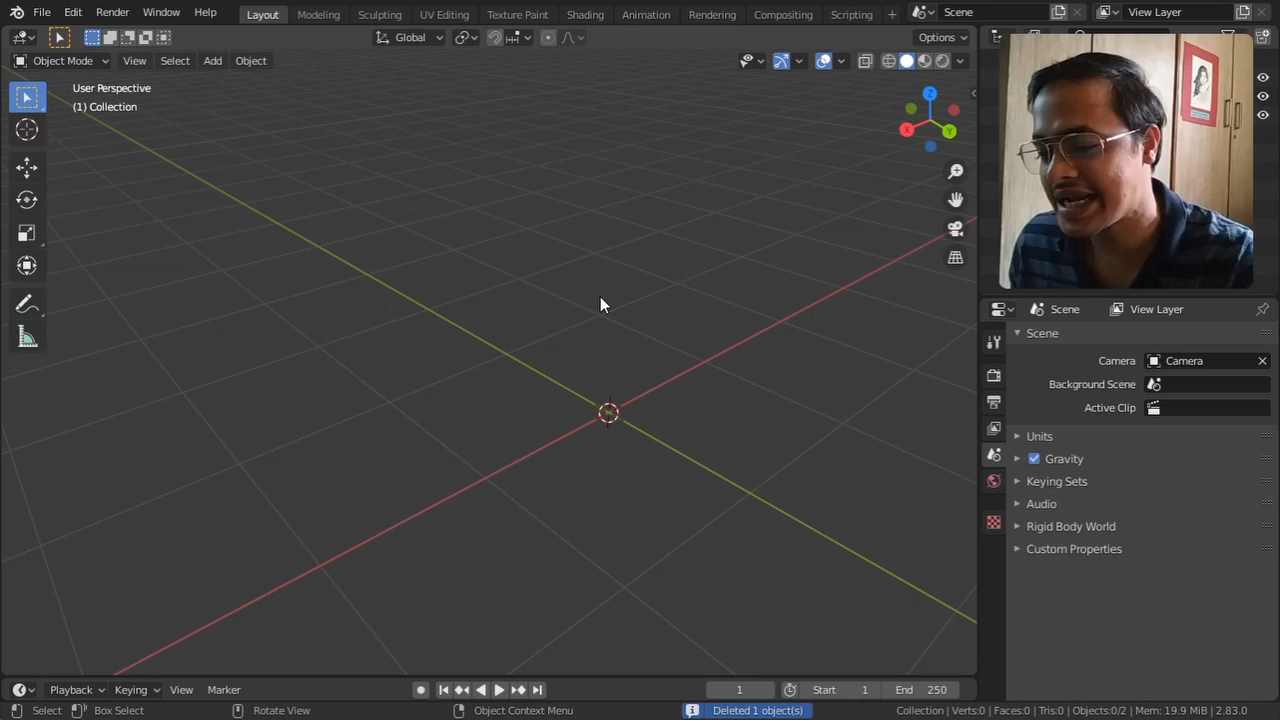 File Edit Render Window Help Layout Modeling Sculpting UV Editing Texture Paint Shading Animation Rendering Compositing Scripting + Scene View Layer
Global Options
Object Mode View Select Add Object
User Perspective
(1) Collection
Z
X Y
Scene View Layer
Scene
Camera Camera
Background Scene
Active Clip
Units
Gravity
Keying Sets
Audio
Rigid Body World
Custom Properties
Playback Keying View Marker 1 Start 1 End 250
Select Box Select Rotate View Object Context Menu Deleted 1 object(s) Collection | Verts:0 | Faces:0 | Tris:0 | Objects:0/2 | Mem: 19.9 MiB | 2.83.0